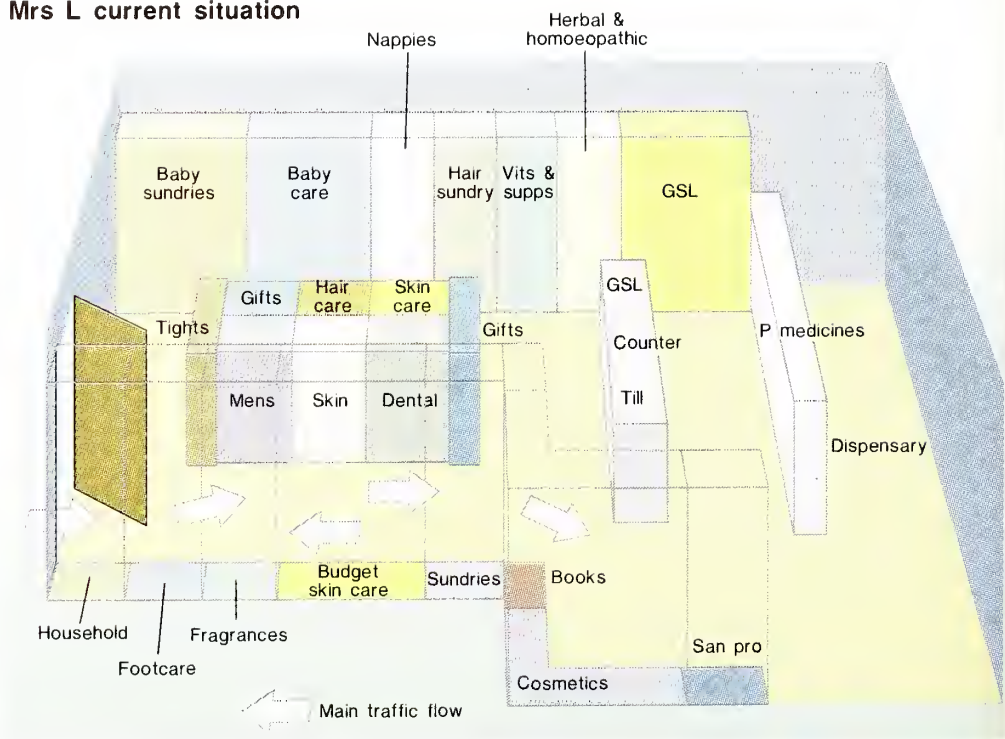 Mrs L current situation
Herbal &
homoeopathic
Nappies
Baby
sundries
Baby
care
Hair
sundry
Vits &
supps
GSL
Gifts
Hair
care
Skin
care
GSL
Tights
Gifts
Counter
P medicines
Mens
Skin
Dental
Till
Dispensary
Budget
skin care
Sundries
Books
Household
Fragrances
Footcare
San pro
Cosmetics
Main traffic flow